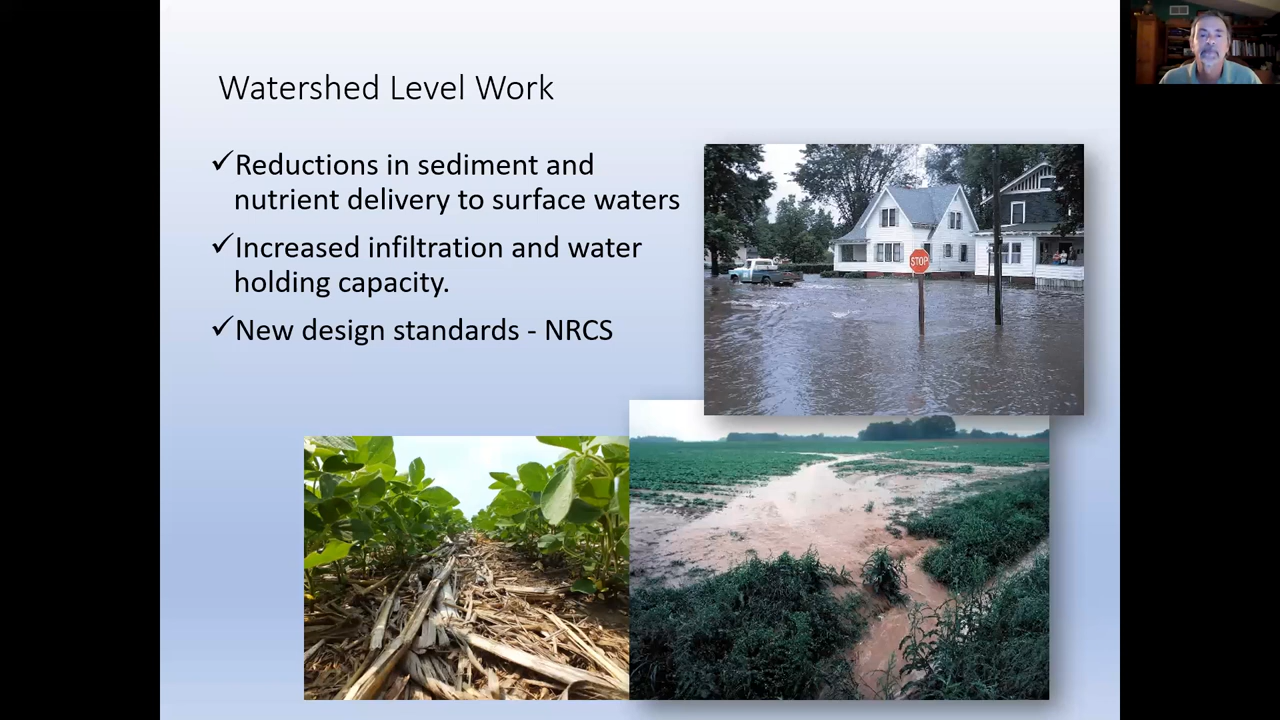 Watershed Level Work
✓Reductions in sediment and
nutrient delivery to surface waters
✓Increased infiltration and water
holding capacity.
✓New design standards - NRCS
STOP